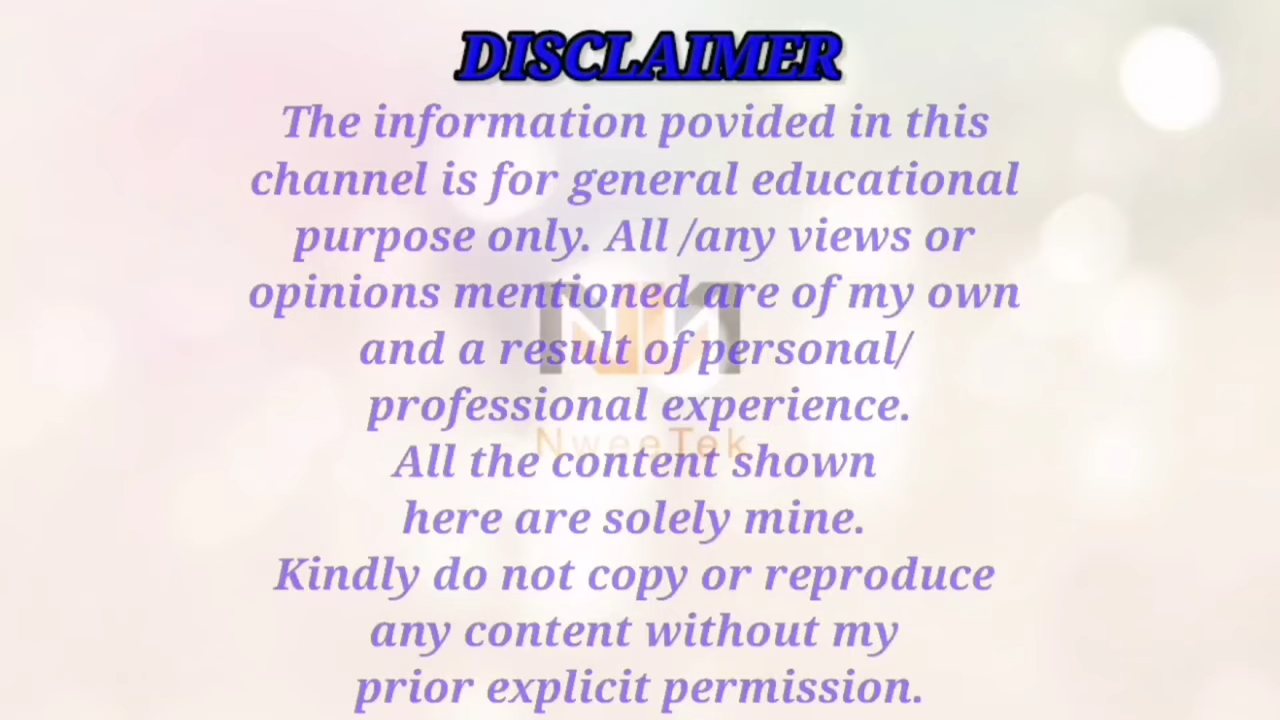 DISCLAIMER
The information povided in this
channel is for general educational
purpose only. All /any views or
opinions mentioned are of my own
and a result of personal/
professional experience.
NweeTek
All the content shown
here are solely mine.
Kindly do not copy or reproduce
any content without my
prior explicit permission.